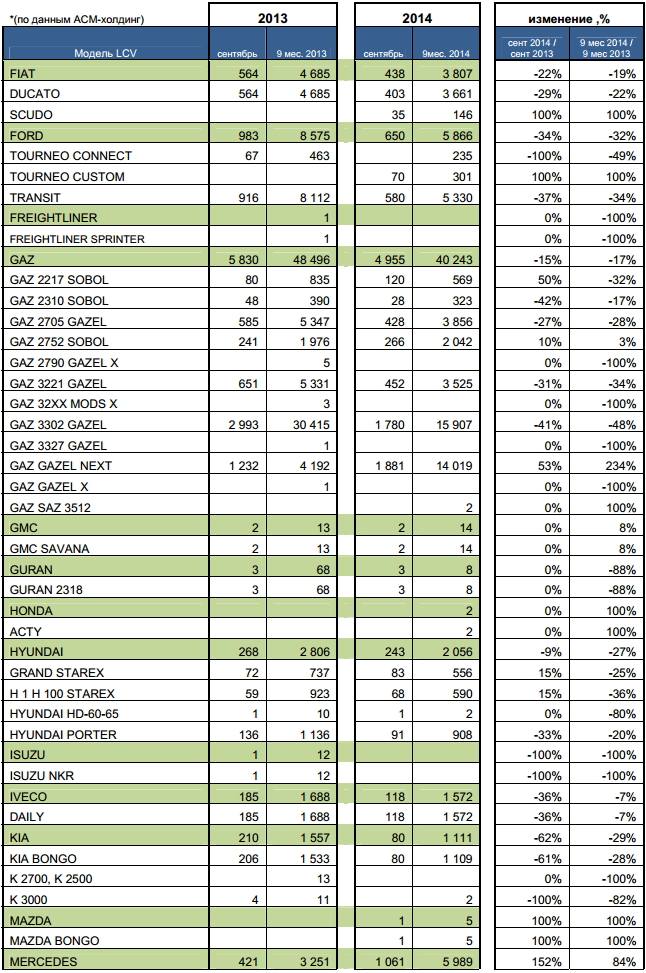 *(по данным АСМ-холдинг) 2013 2014 изменение ,%
Модель LCV сентябрь 9 мес. 2013 сентябрь 9мес. 2014 сент 2014 / сент 2013 9 мес 2014 / 9 мес 2013
FIAT 564 4 685 438 3 807 -22% -19%
DUCATO 564 4 685 403 3 661 -29% -22%
SCUDO 35 146 100% 100%
FORD 983 8 575 650 5 866 -34% -32%
TOURNEO CONNECT 67 463 235 -100% -49%
TOURNEO CUSTOM 70 301 100% 100%
TRANSIT 916 8 112 580 5 330 -37% -34%
FREIGHTLINER 1 0% -100%
FREIGHTLINER SPRINTER 1 0% -100%
GAZ 5 830 48 496 4 955 40 243 -15% -17%
GAZ 2217 SOBOL 80 835 120 569 50% -32%
GAZ 2310 SOBOL 48 390 28 323 -42% -17%
GAZ 2705 GAZEL 585 5 347 428 3 856 -27% -28%
GAZ 2752 SOBOL 241 1 976 266 2 042 10% 3%
GAZ 2790 GAZEL X 5 0% -100%
GAZ 3221 GAZEL 651 5 331 452 3 525 -31% -34%
GAZ 32XX MODS X 3 0% -100%
GAZ 3302 GAZEL 2 993 30 415 1 780 15 907 -41% -48%
GAZ 3327 GAZEL 1 0% -100%
GAZ GAZEL NEXT 1 232 4 192 1 881 14 019 53% 234%
GAZ GAZEL X 1 0% -100%
GAZ SAZ 3512 2 0% 100%
GMC 2 13 2 14 0% 8%
GMC SAVANA 2 13 2 14 0% 8%
GURAN 3 68 3 8 0% -88%
GURAN 2318 3 68 3 8 0% -88%
HONDA 2 0% 100%
ACTY 2 0% 100%
HYUNDAI 268 2 806 243 2 056 -9% -27%
GRAND STAREX 72 737 83 556 15% -25%
H 1 H 100 STAREX 59 923 68 590 15% -36%
HYUNDAI HD-60-65 1 10 1 2 0% -80%
HYUNDAI PORTER 136 1 136 91 908 -33% -20%
ISUZU 1 12 -100% -100%
ISUZU NKR 1 12 -100% -100%
IVECO 185 1 688 118 1 572 -36% -7%
DAILY 185 1 688 118 1 572 -36% -7%
KIA 210 1 557 80 1 111 -62% -29%
KIA BONGO 206 1 533 80 1 109 -61% -28%
K 2700, K 2500 13 0% -100%
K 3000 4 11 2 -100% -82%
MAZDA 1 5 100% 100%
MAZDA BONGO 1 5 100% 100%
MERCEDES 421 3 251 1 061 5 989 152% 84%